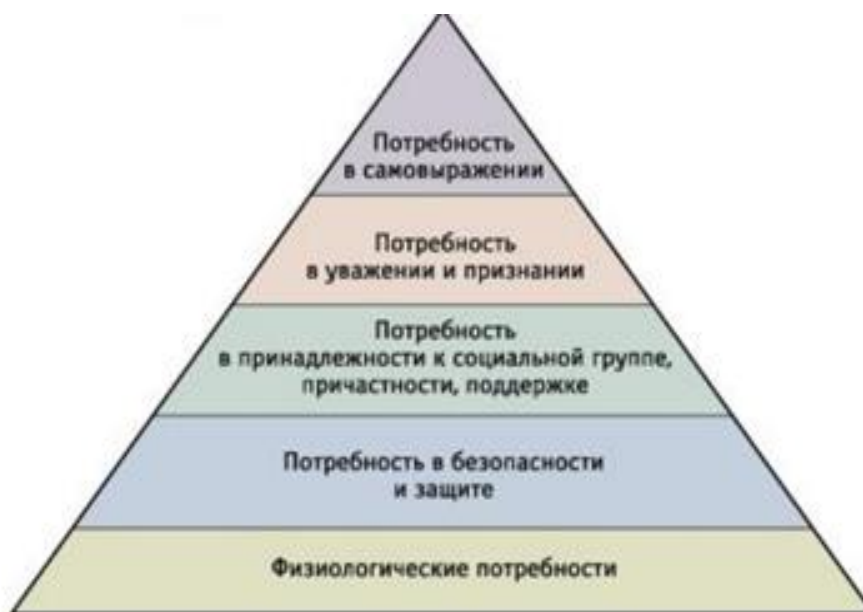 Потребность
в самовыражении
Потребность
в уважении и признании
Потребность
в принадлежности к социальной группе,
причастности, поддержке
Потребность в безопасности
и защите
Физиологические потребности